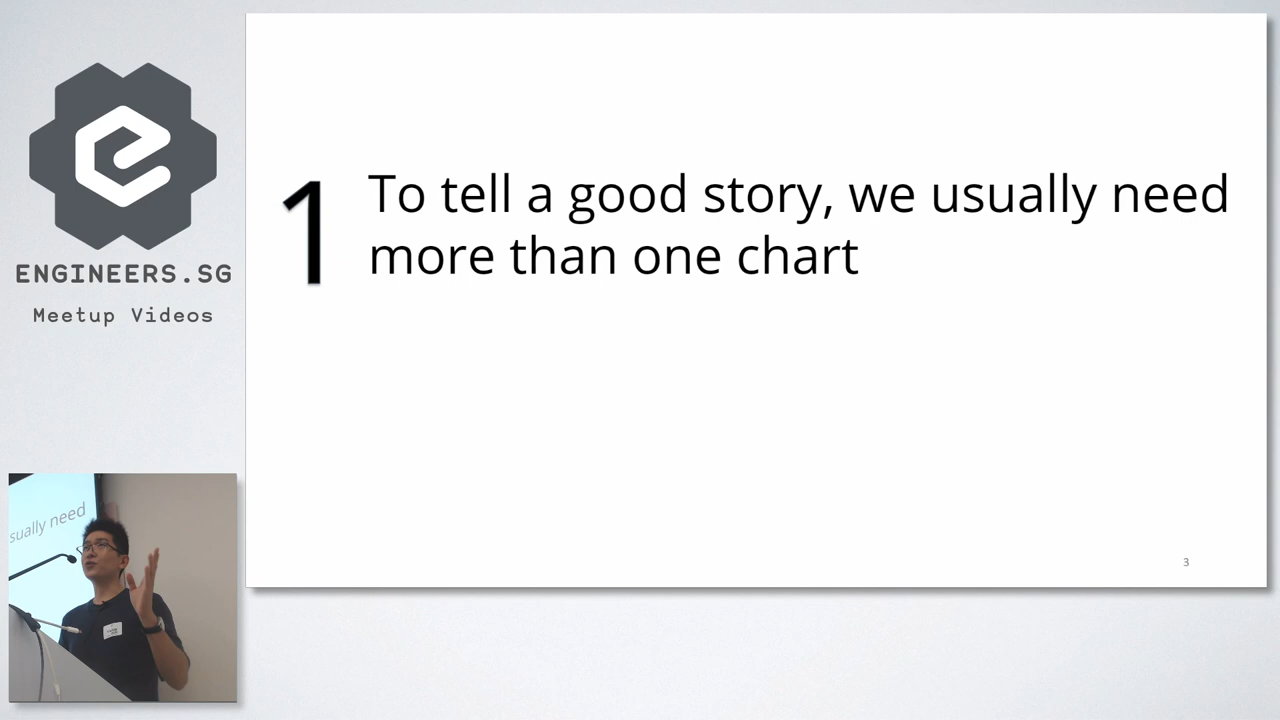 ENGINEERS.SG
Meetup Videos
1
To tell a good story, we usually need
more than one chart
3
sually need